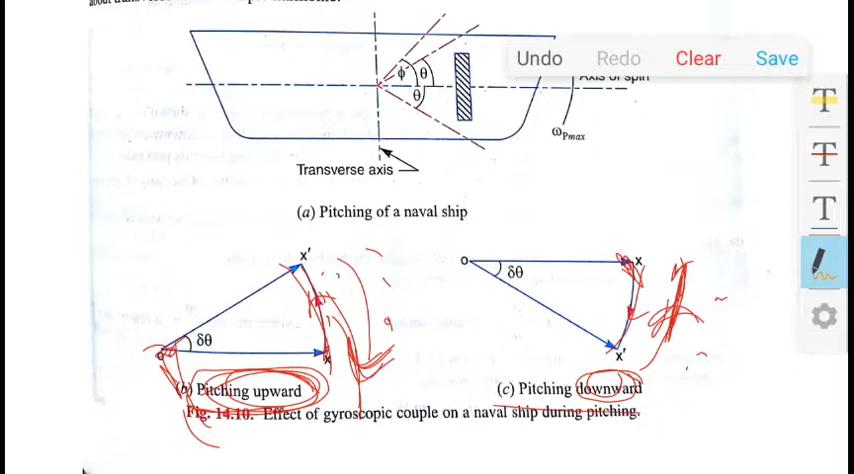 Undo Redo Clear Save
φ θ
θ
Axis of spin
ωPmax
Transverse axis
(a) Pitching of a naval ship
x'
o x
δθ
δθ
o x
x'
(b) Pitching upward (c) Pitching downward
Fig. 14.10. Effect of gyroscopic couple on a naval ship during pitching.
T
T
T